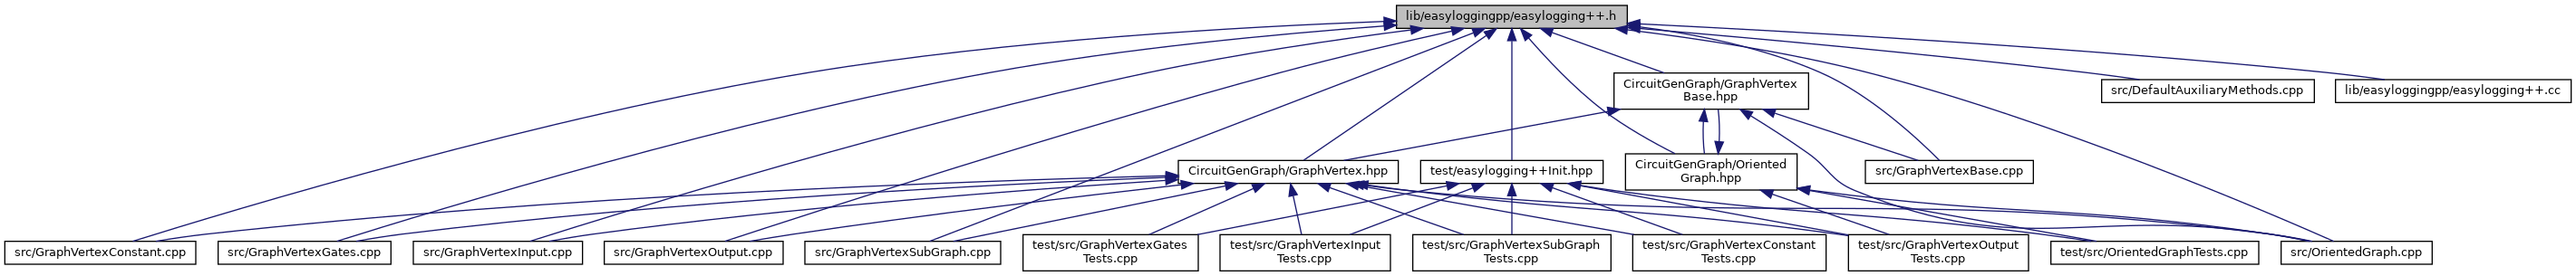 lib/easyloggingpp/easylogging++.h
CircuitGenGraph/GraphVertex
Base.hpp
src/DefaultAuxiliaryMethods.cpp
lib/easyloggingpp/easylogging++.cc
CircuitGenGraph/GraphVertex.hpp
test/easylogging++Init.hpp
CircuitGenGraph/Oriented
Graph.hpp
src/GraphVertexBase.cpp
src/GraphVertexConstant.cpp
src/GraphVertexGates.cpp
src/GraphVertexInput.cpp
src/GraphVertexOutput.cpp
src/GraphVertexSubGraph.cpp
test/src/GraphVertexGates
Tests.cpp
test/src/GraphVertexInput
Tests.cpp
test/src/GraphVertexSubGraph
Tests.cpp
test/src/GraphVertexConstant
Tests.cpp
test/src/GraphVertexOutput
Tests.cpp
test/src/OrientedGraphTests.cpp
src/OrientedGraph.cpp